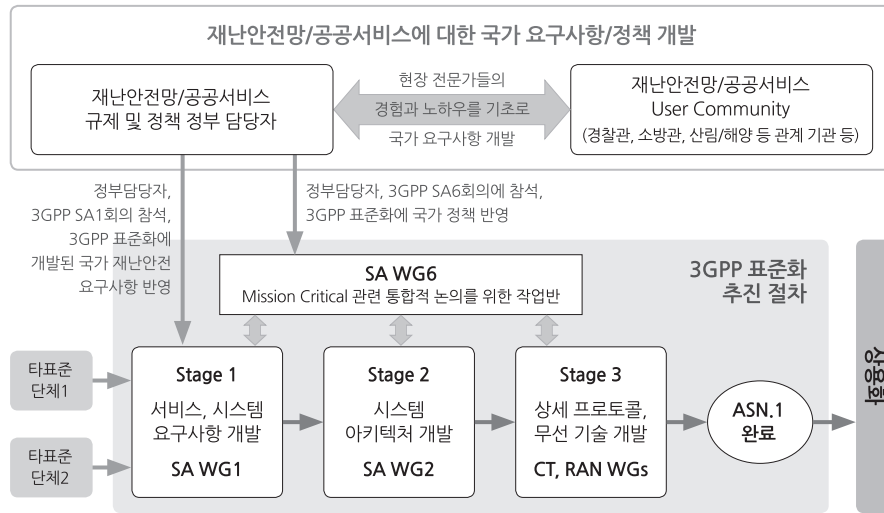 재난안전망/공공서비스에 대한 국가 요구사항/정책 개발
재난안전망/공공서비스
규제 및 정책 정부 담당자
현장 전문가들의
경험과 노하우를 기초로
국가 요구사항 개발
재난안전망/공공서비스
User Community
(경찰관, 소방관, 산림/해양 등 관계 기관 등)
정부담당자,
3GPP SA1회의 참석,
3GPP 표준화에
개발된 국가 재난안전
요구사항 반영
정부담당자, 3GPP SA6회의에 참석,
3GPP 표준화에 국가 정책 반영
SA WG6
Mission Critical 관련 통합적 논의를 위한 작업반
3GPP 표준화
추진 절차
타표준
단체1
타표준
단체2
Stage 1
서비스, 시스템
요구사항 개발
SA WG1
Stage 2
시스템
아키텍처 개발
SA WG2
Stage 3
상세 프로토콜,
무선 기술 개발
CT, RAN WGs
ASN.1
완료
상용화